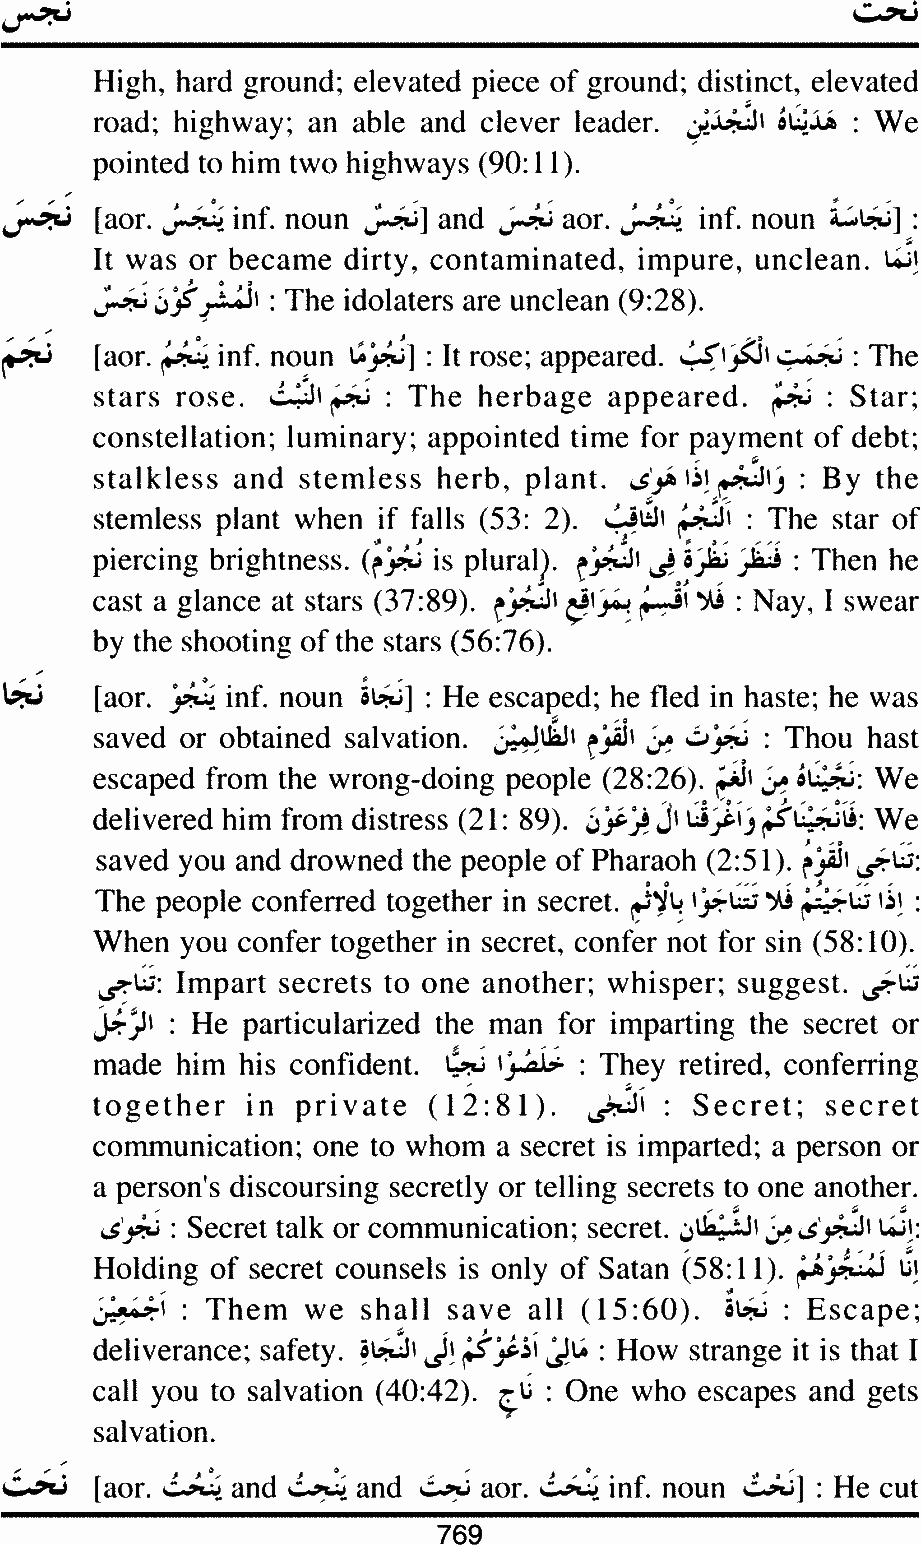 نجس نحت
High, hard ground; elevated piece of ground; distinct, elevated
road; highway; an able and clever leader. هَدَيْنَاهُ النَّجْدَيْنِ : We
pointed to him two highways (90:11).
نَجَسَ [aor. يَنْجُسُ inf. noun نَجَسٌ] and نَجِسَ aor. يَنْجَسُ inf. noun نَجَاسَةً] :
It was or became dirty, contaminated, impure, unclean. اِنَّمَا
الْمُشْرِكُوْنَ نَجَسٌ : The idolaters are unclean (9:28).
نَجَمَ [aor. يَنْجُمُ inf. noun نُجُوْمًا] : It rose; appeared. نَجَمَتِ الْكَوَاكِبُ : The
stars rose. نَجَمَ النَّبْتُ : The herbage appeared. نَجْمٌ : Star;
constellation; luminary; appointed time for payment of debt;
stalkless and stemless herb, plant. وَالنَّجْمِ اِذَا هَوٰى : By the
stemless plant when if falls (53: 2). اَلنَّجْمُ الثَّاقِبُ : The star of
piercing brightness. (نُجُوْمٌ is plural). فَنَظَرَ نَظْرَةً فِى النُّجُوْمِ : Then he
cast a glance at stars (37:89). فَلَا اُقْسِمُ بِمَوَاقِعِ النُّجُوْمِ : Nay, I swear
by the shooting of the stars (56:76).
نَجَا [aor. يَنْجُوْ inf. noun نَجَاةً] : He escaped; he fled in haste; he was
saved or obtained salvation. نَجَوْتَ مِنَ الْقَوْمِ الظَّالِمِيْنَ : Thou hast
escaped from the wrong-doing people (28:26). نَجَّيْنَاهُ مِنَ الْغَمِّ: We
delivered him from distress (21: 89). فَاَنْجَيْنَاكُمْ وَاَغْرَقْنَا الَ فِرْعَوْنَ: We
saved you and drowned the people of Pharaoh (2:51). تَنَاجَى الْقَوْمُ:
The people conferred together in secret. اِذَا تَنَاجَيْتُمْ فَلَا تَتَنَاجَوْا بِالْاِثْمِ :
When you confer together in secret, confer not for sin (58:10).
تَنَاجِى: Impart secrets to one another; whisper; suggest. تَنَاجَى
الرَّجُلَ : He particularized the man for imparting the secret or
made him his confident. خَلَصُوْا نَجِيًّا : They retired, conferring
together in private (12:81). اَلنَّجِى : Secret; secret
communication; one to whom a secret is imparted; a person or
a person's discoursing secretly or telling secrets to one another.
نَجْوٰى : Secret talk or communication; secret. اِنَّمَا النَّجْوٰى مِنَ الشَّيْطَانِ:
Holding of secret counsels is only of Satan (58:11). اِنَّا لَمُنَجُّوْهُمْ
اَجْمَعِيْنَ : Them we shall save all (15:60). نَجَاةٌ : Escape;
deliverance; safety. مَالِىْ اَدْعُوْكُمْ اِلَى النَّجَاةِ : How strange it is that I
call you to salvation (40:42). نَاجٍ : One who escapes and gets
salvation.
نَحَتَ [aor. يَنْحُتُ and يَنْحِتُ and نَحِتَ aor. يَنْحَتُ inf. noun نَحْتٌ] : He cut
769